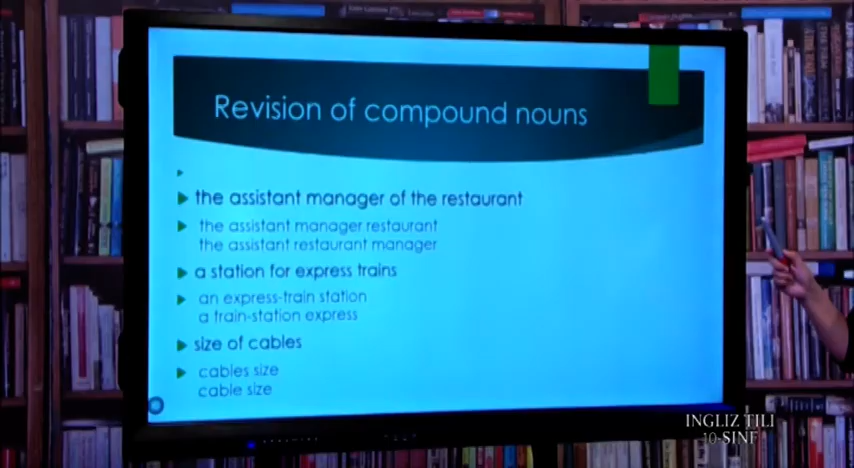 Revision of compound nouns
the assistant manager of the restaurant
the assistant manager restaurant
the assistant restaurant manager
a station for express trains
an express-train station
a train-station express
size of cables
cables size
cable size
INGLIZ TILI
10-SINF